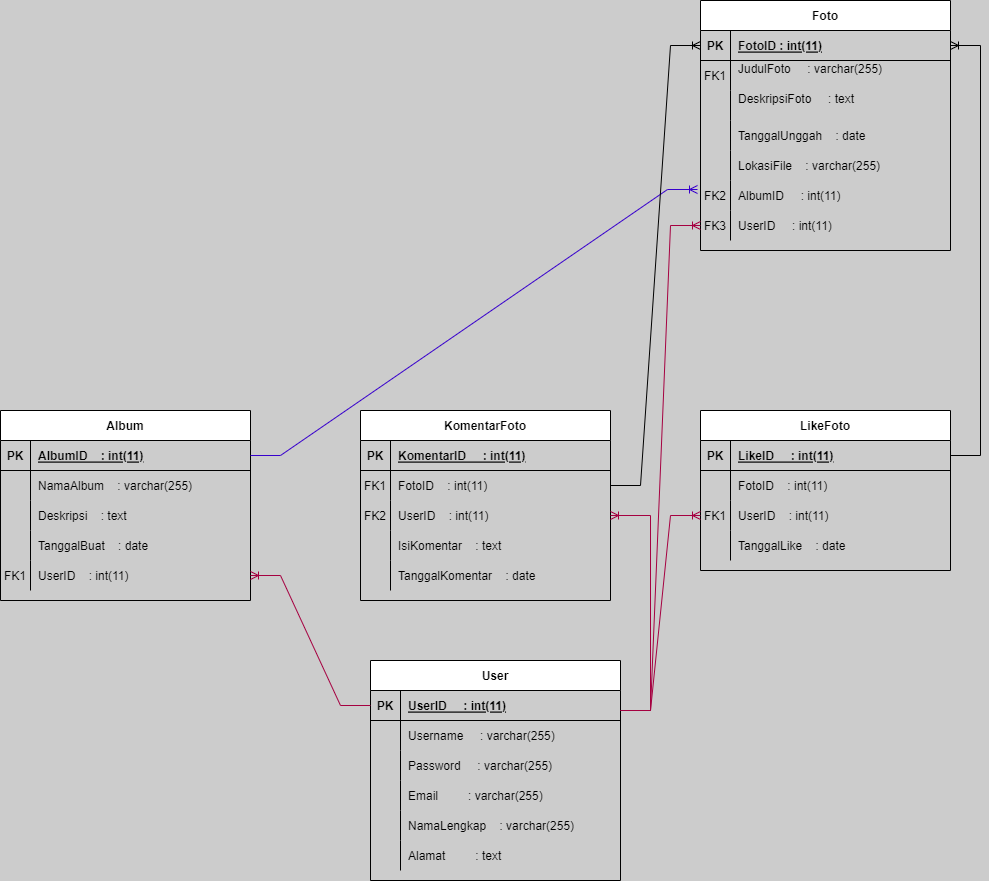 Foto
PK FotoID : int(11)
FK1 JudulFoto : varchar(255)
DeskripsiFoto : text
TanggalUnggah : date
LokasiFile : varchar(255)
FK2 AlbumID : int(11)
FK3 UserID : int(11)
Album
PK AlbumID : int(11)
NamaAlbum : varchar(255)
Deskripsi : text
TanggalBuat : date
FK1 UserID : int(11)
KomentarFoto
PK KomentarID : int(11)
FK1 FotoID : int(11)
FK2 UserID : int(11)
IsiKomentar : text
TanggalKomentar : date
LikeFoto
PK LikeID : int(11)
FotoID : int(11)
FK1 UserID : int(11)
TanggalLike : date
User
PK UserID : int(11)
Username : varchar(255)
Password : varchar(255)
Email : varchar(255)
NamaLengkap : varchar(255)
Alamat : text